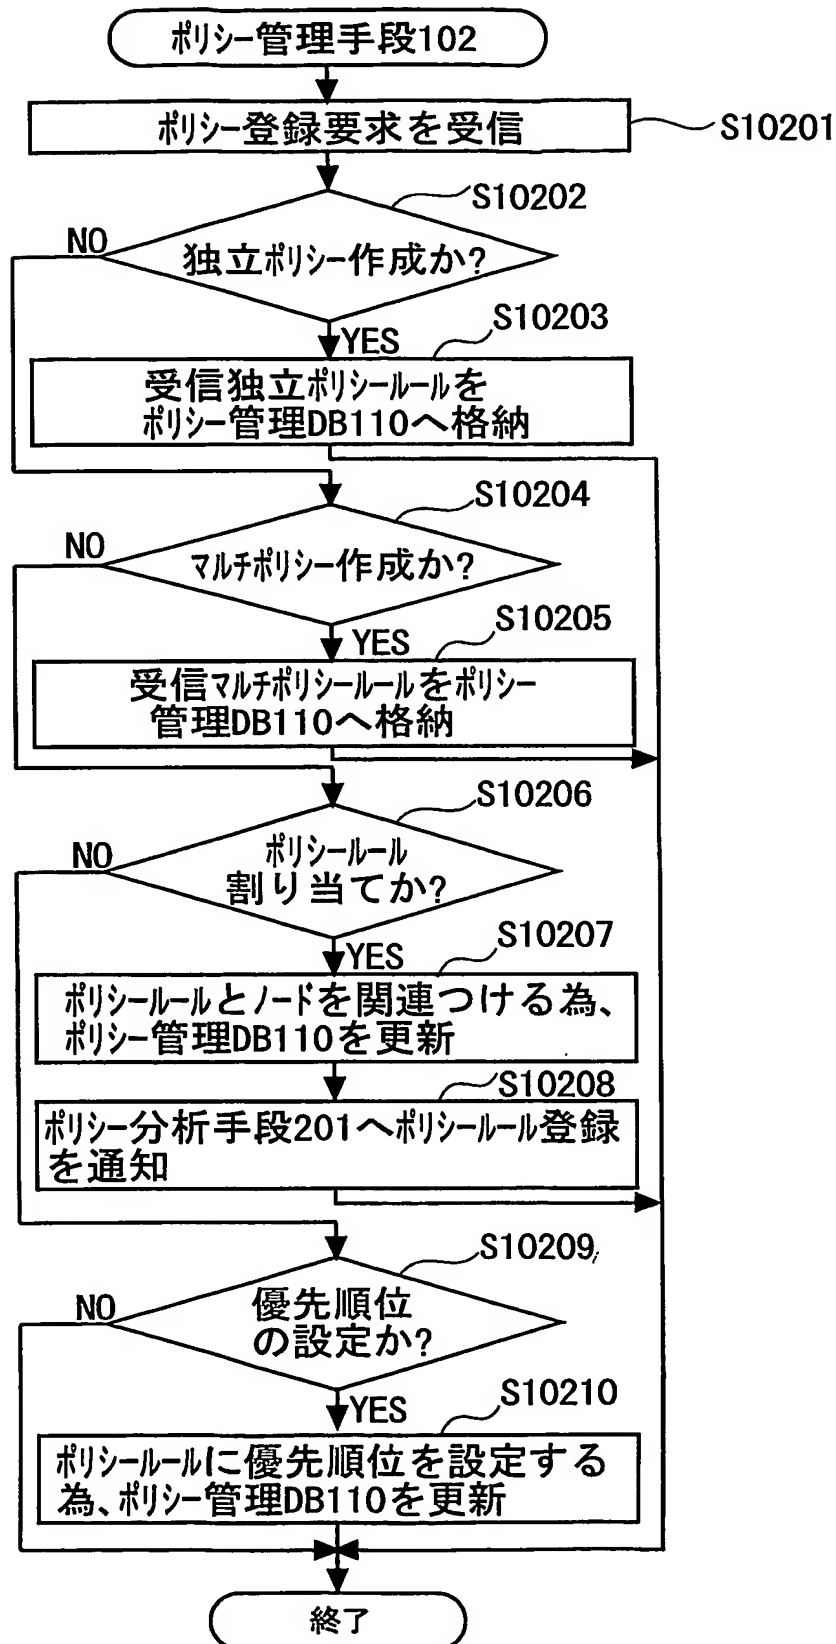 ポリシー管理手段102
ポリシー登録要求を受信
S10201
S10202
NO
独立ポリシー作成か?
S10203
YES
受信独立ポリシールールを
ポリシー管理DB110へ格納
S10204
NO
マルチポリシー作成か?
S10205
YES
受信マルチポリシールールをポリシー
管理DB110へ格納
S10206
NO
ポリシールール
割り当てか?
S10207
YES
ポリシールールとノードを関連つける為、
ポリシー管理DB110を更新
S10208
ポリシー分析手段201へポリシールール登録
を通知
S10209
NO
優先順位
の設定か?
S10210
YES
ポリシールールに優先順位を設定する
為、ポリシー管理DB110を更新
終了